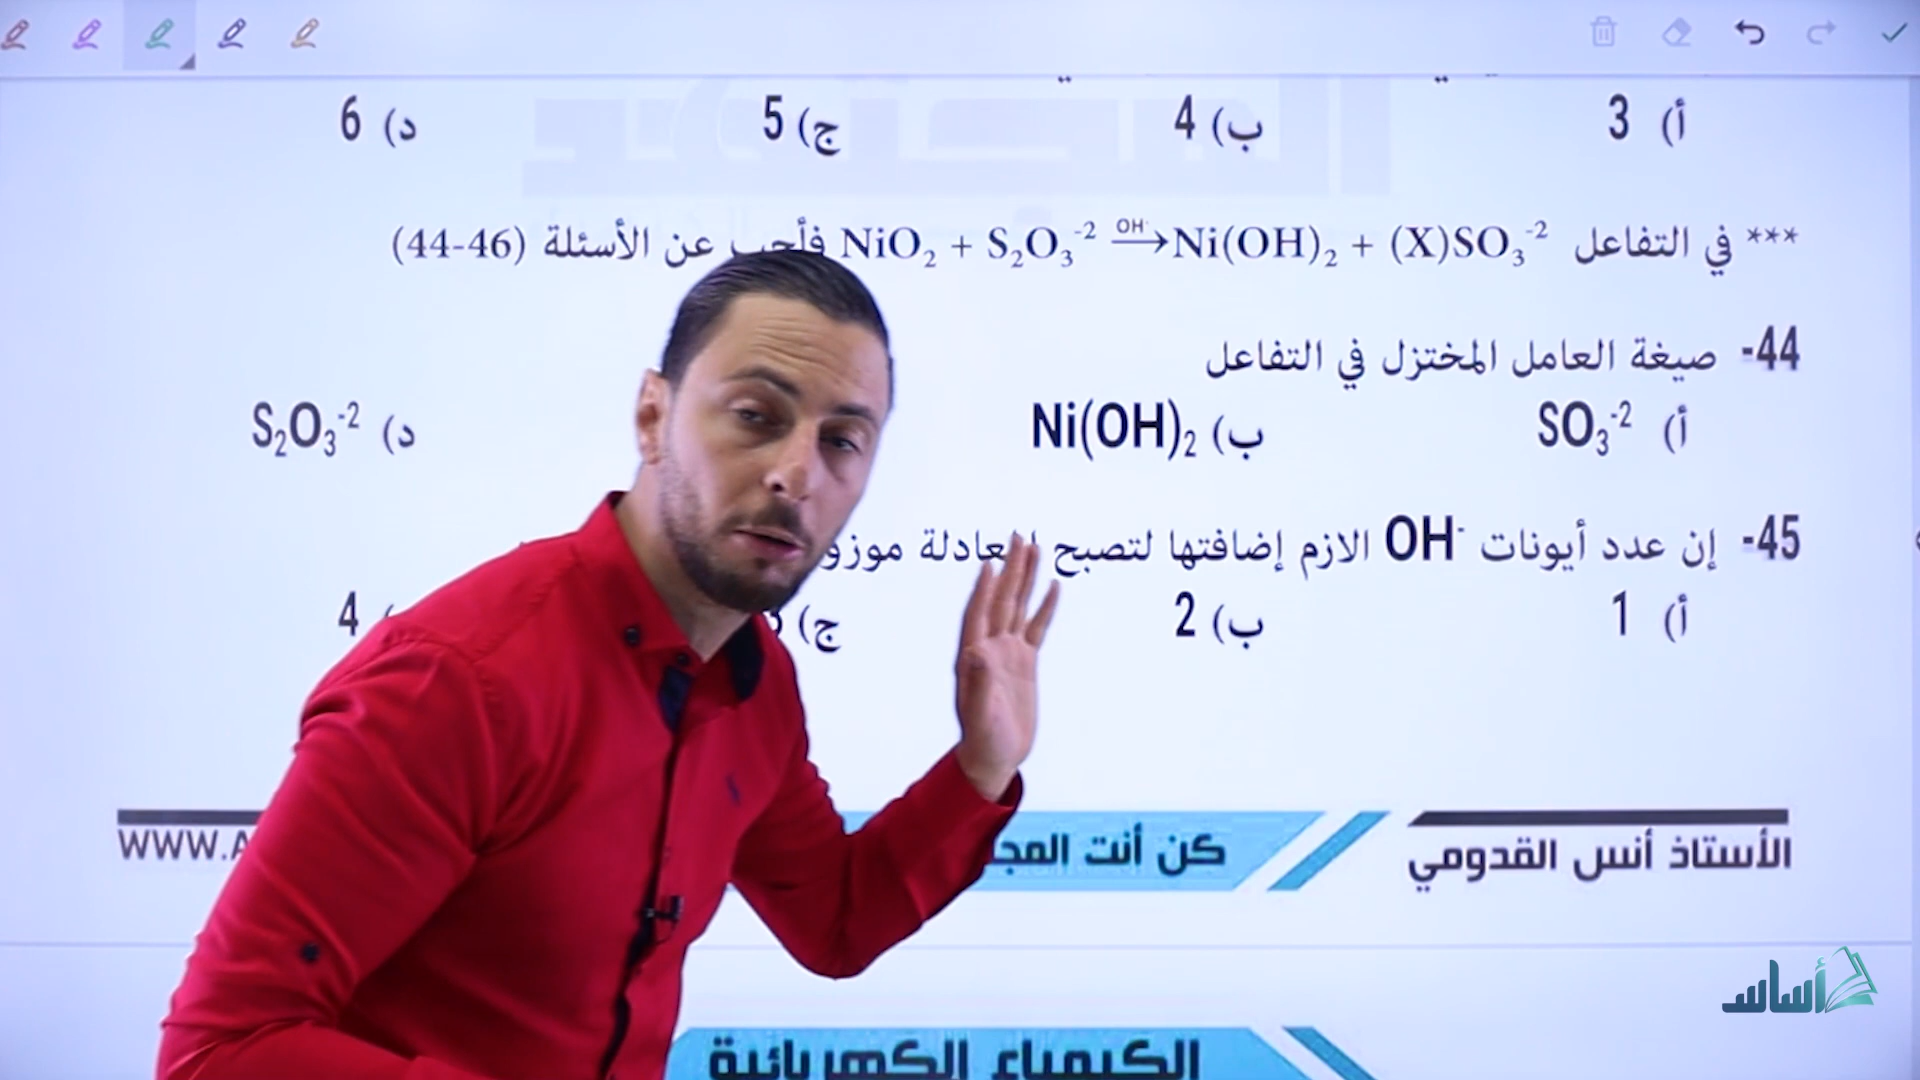 أ) 3 ب) 4 ج) 5 د) 6
*** في التفاعل NiO₂ + S₂O₃⁻² —OH⁻→ Ni(OH)₂ + (X)SO₃⁻² فأجب عن الأسئلة (44-46)
44- صيغة العامل المختزل في التفاعل
أ) SO₃⁻² ب) Ni(OH)₂ د) S₂O₃⁻²
45- إن عدد أيونات OH⁻ الازم إضافتها لتصبح المعادلة
أ) 1 ب) 2 ج) 3 4
الأستاذ أنس القدومي كن أنت WWW.A
أساس
الكيمياء الكهربائية